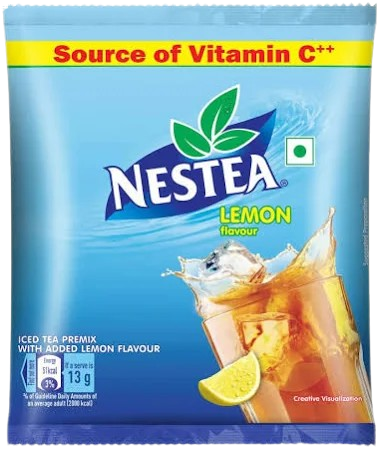 Source of Vitamin C++
NESTEA®
LEMON
flavour
ICED TEA PREMIX
WITH ADDED LEMON FLAVOUR
Energy
51kcal
3%
If a serve is
13 g
% of Guideline Daily Amounts of
an average adult (2000 kcal)
Creative Visualization